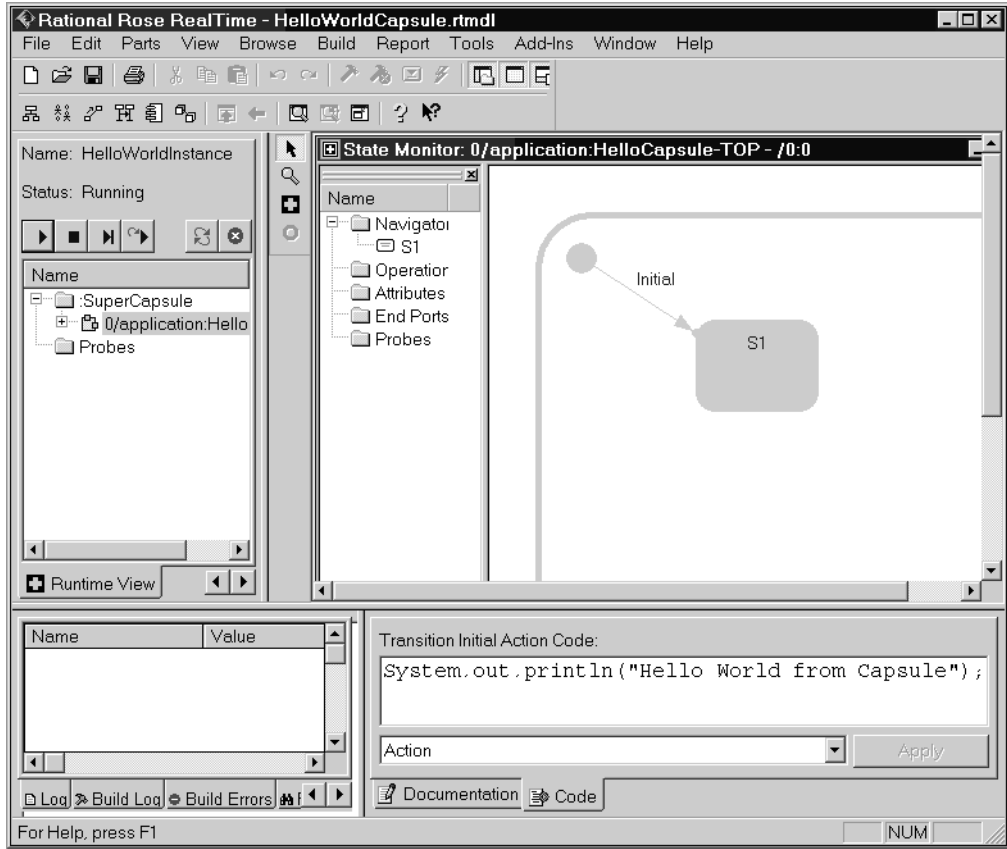 Rational Rose RealTime - HelloWorldCapsule.rtmdl
File Edit Parts View Browse Build Report Tools Add-Ins Window Help
Name: HelloWorldInstance
Status: Running
Name
:SuperCapsule
0/application:Hello
Probes
Runtime View
State Monitor: 0/application:HelloCapsule-TOP - /0:0
Name
Navigator
S1
Operation
Attributes
End Ports
Probes
Initial
S1
Name Value
Log Build Log Build Errors
Transition Initial Action Code:
System.out.println("Hello World from Capsule");
Action
Apply
Documentation Code
For Help, press F1
NUM